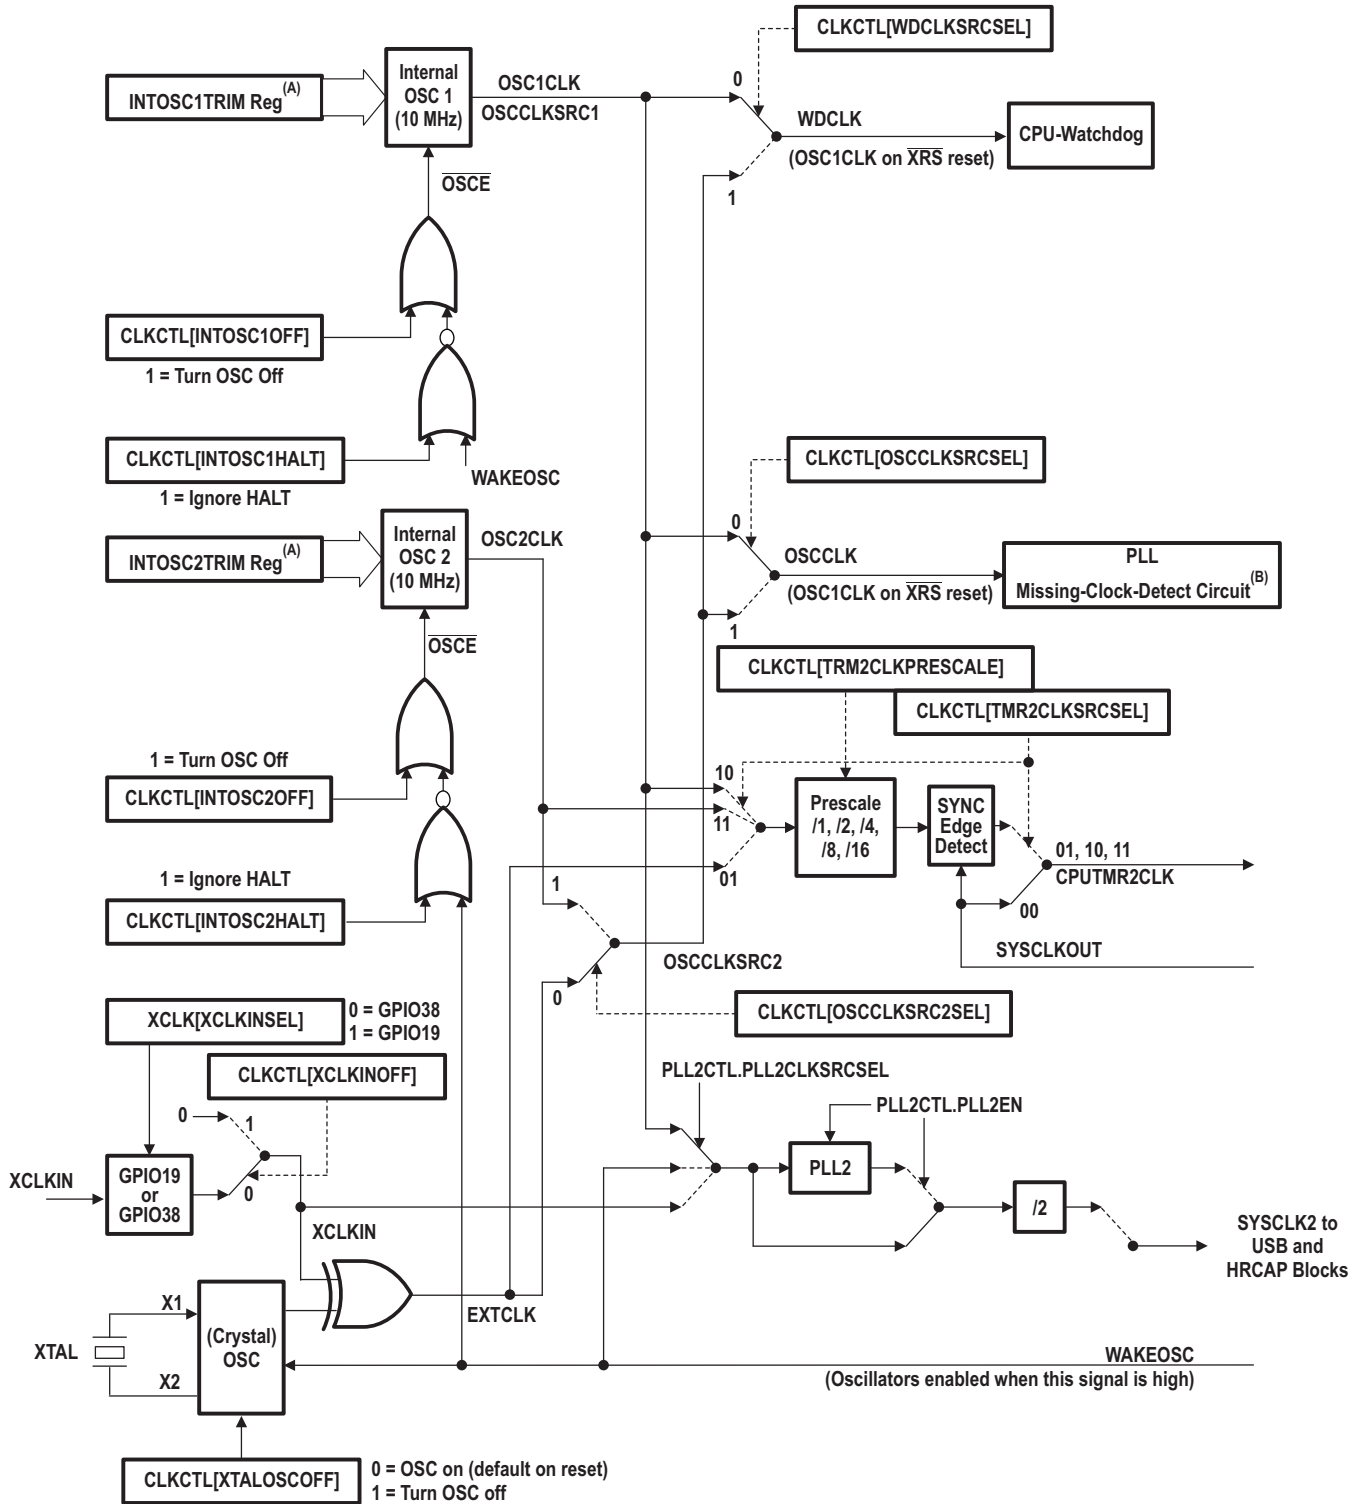 CLKCTL[WDCLKSRCSEL]
INTOSC1TRIM Reg(A)
Internal
OSC 1
(10 MHz)
OSC1CLK
OSCCLKSRC1
0
WDCLK
(OSC1CLK on XRS reset)
CPU-Watchdog
1
OSCE
CLKCTL[INTOSC1OFF]
1 = Turn OSC Off
CLKCTL[INTOSC1HALT]
1 = Ignore HALT
WAKEOSC
CLKCTL[OSCCLKSRCSEL]
INTOSC2TRIM Reg(A)
Internal
OSC 2
(10 MHz)
OSC2CLK
0
OSCCLK
(OSC1CLK on XRS reset)
PLL
Missing-Clock-Detect Circuit(B)
1
OSCE
CLKCTL[TRM2CLKPRESCALE]
CLKCTL[TMR2CLKSRCSEL]
1 = Turn OSC Off
CLKCTL[INTOSC2OFF]
10
11
01
Prescale
/1, /2, /4,
/8, /16
SYNC
Edge
Detect
01, 10, 11
CPUTMR2CLK
00
SYSCLKOUT
1 = Ignore HALT
CLKCTL[INTOSC2HALT]
1
0
OSCCLKSRC2
CLKCTL[OSCCLKSRC2SEL]
XCLK[XCLKINSEL]
0 = GPIO38
1 = GPIO19
CLKCTL[XCLKINOFF]
0
1
0
XCLKIN
GPIO19
or
GPIO38
XCLKIN
PLL2CTL.PLL2CLKSRCSEL
PLL2CTL.PLL2EN
PLL2
/2
SYSCLK2 to
USB and
HRCAP Blocks
EXTCLK
XTAL
X1
X2
(Crystal)
OSC
WAKEOSC
(Oscillators enabled when this signal is high)
CLKCTL[XTALOSCOFF]
0 = OSC on (default on reset)
1 = Turn OSC off